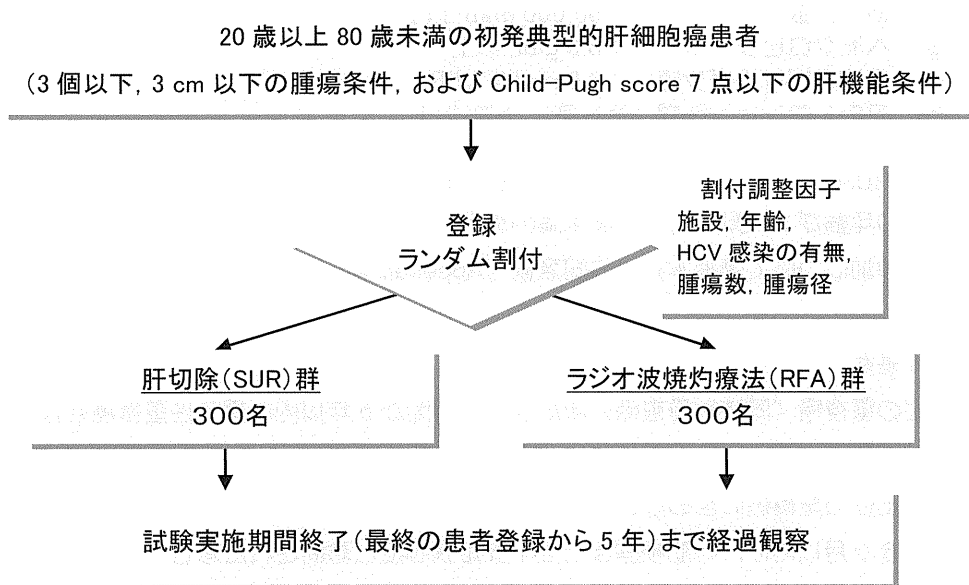 20 歳以上 80 歳未満の初発典型的肝細胞癌患者
(3 個以下, 3 cm 以下の腫瘍条件, および Child-Pugh score 7 点以下の肝機能条件)
登録
ランダム割付
割付調整因子
施設, 年齢,
HCV 感染の有無,
腫瘍数, 腫瘍径
肝切除(SUR)群
300名
ラジオ波焼灼療法(RFA)群
300名
試験実施期間終了(最終の患者登録から 5 年)まで経過観察